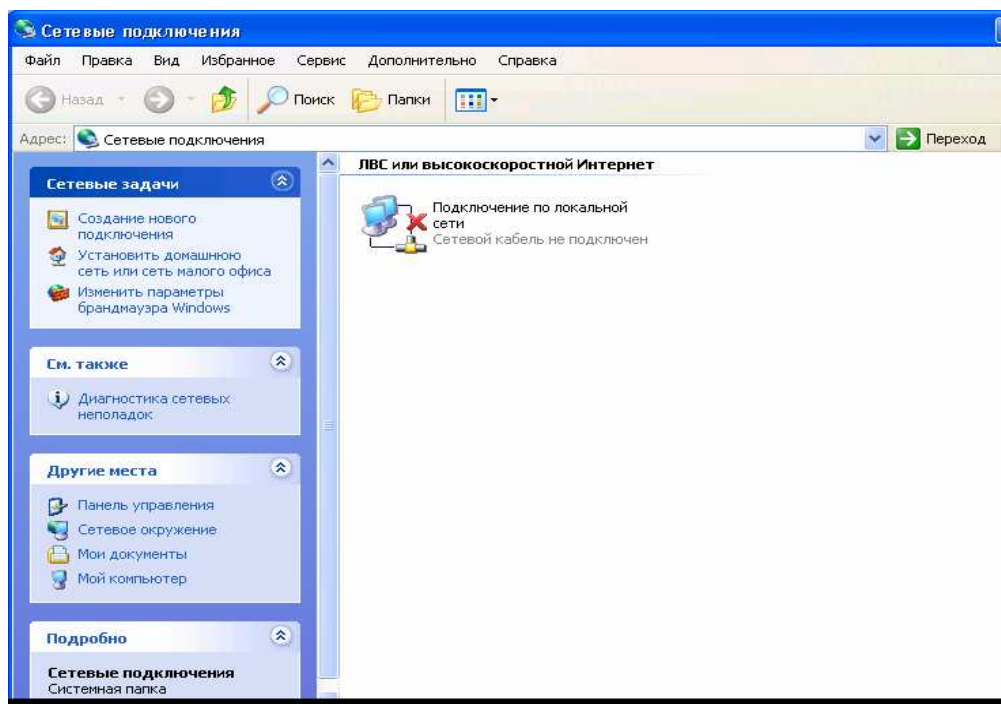 Сетевые подключения
Файл Правка Вид Избранное Сервис Дополнительно Справка
Назад Поиск Папки
Адрес: Сетевые подключения Переход
Сетевые задачи
Создание нового
подключения
Установить домашнюю
сеть или сеть малого офиса
Изменить параметры
брандмауэра Windows
См. также
Диагностика сетевых
неполадок
Другие места
Панель управления
Сетевое окружение
Мои документы
Мой компьютер
Подробно
Сетевые подключения
Системная папка
ЛВС или высокоскоростной Интернет
Подключение по локальной
сети
Сетевой кабель не подключен